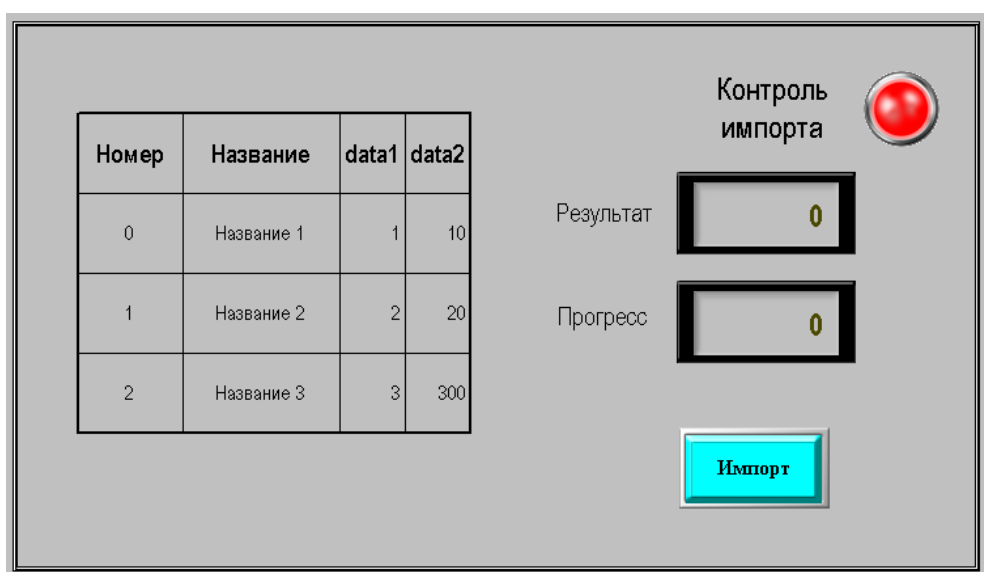 Контроль
импорта
Номер Название data1 data2
0 Название 1 1 10
1 Название 2 2 20
2 Название 3 3 300
Результат 0
Прогресс 0
Импорт